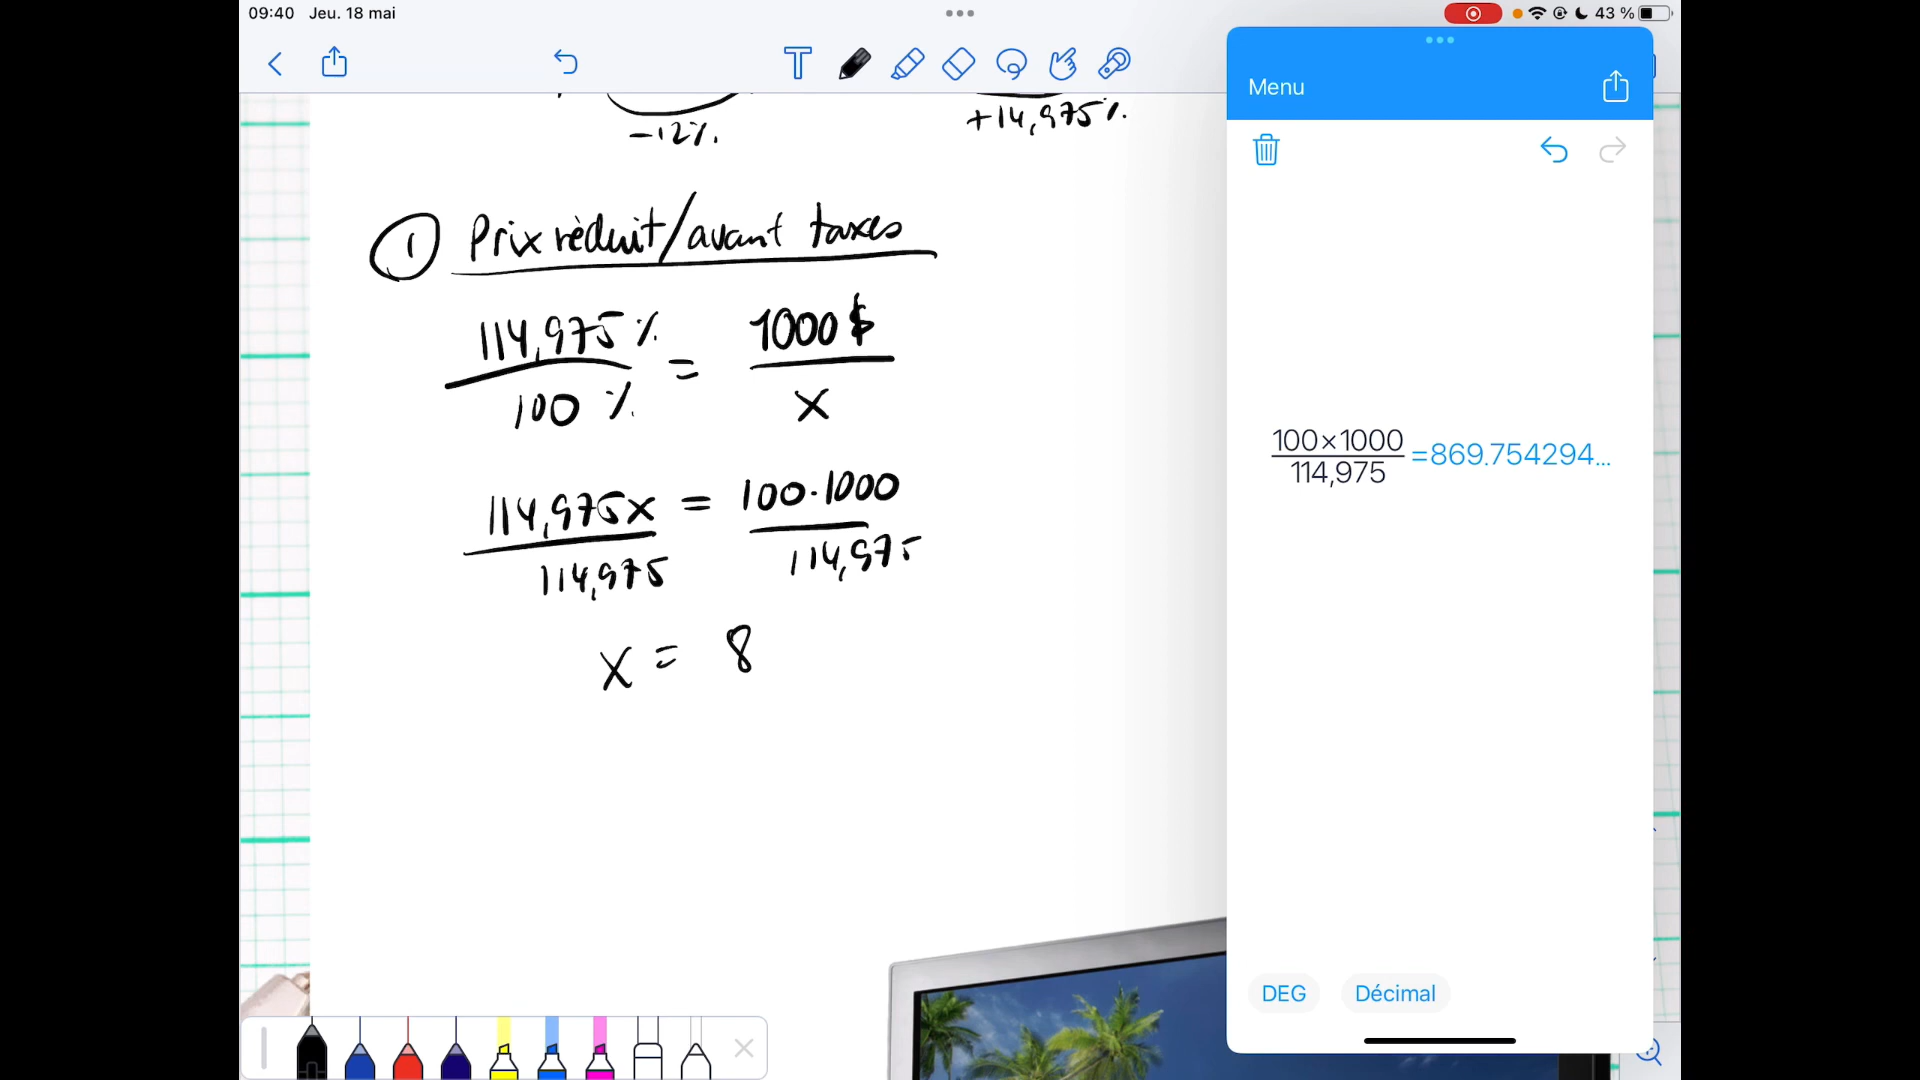 09:40 Jeu. 18 mai
43 %
-12%
+14,975%
Menu
① Prix réduit/avant taxes
114,975 % = 1000 $
100 % x
100×1000
114,975
=869.754294...
114,975x = 100·1000
114,975 114,975
x = 8
DEG Décimal